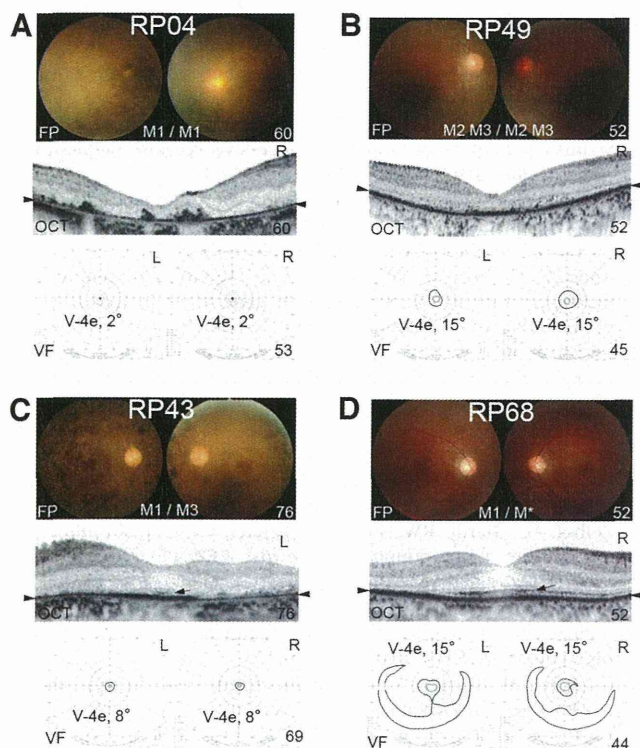 A RP04
FP M1 / M1 60
R
OCT 60
L R
V-4e, 2° V-4e, 2°
VF 53
B RP49
FP M2 M3 / M2 M3 52
R
OCT 52
L R
V-4e, 15° V-4e, 15°
VF 45
C RP43
FP M1 / M3 76
L
OCT 76
L R
V-4e, 8° V-4e, 8°
VF 69
D RP68
FP M1 / M* 52
R
OCT 52
V-4e, 15° L V-4e, 15° R
VF 44